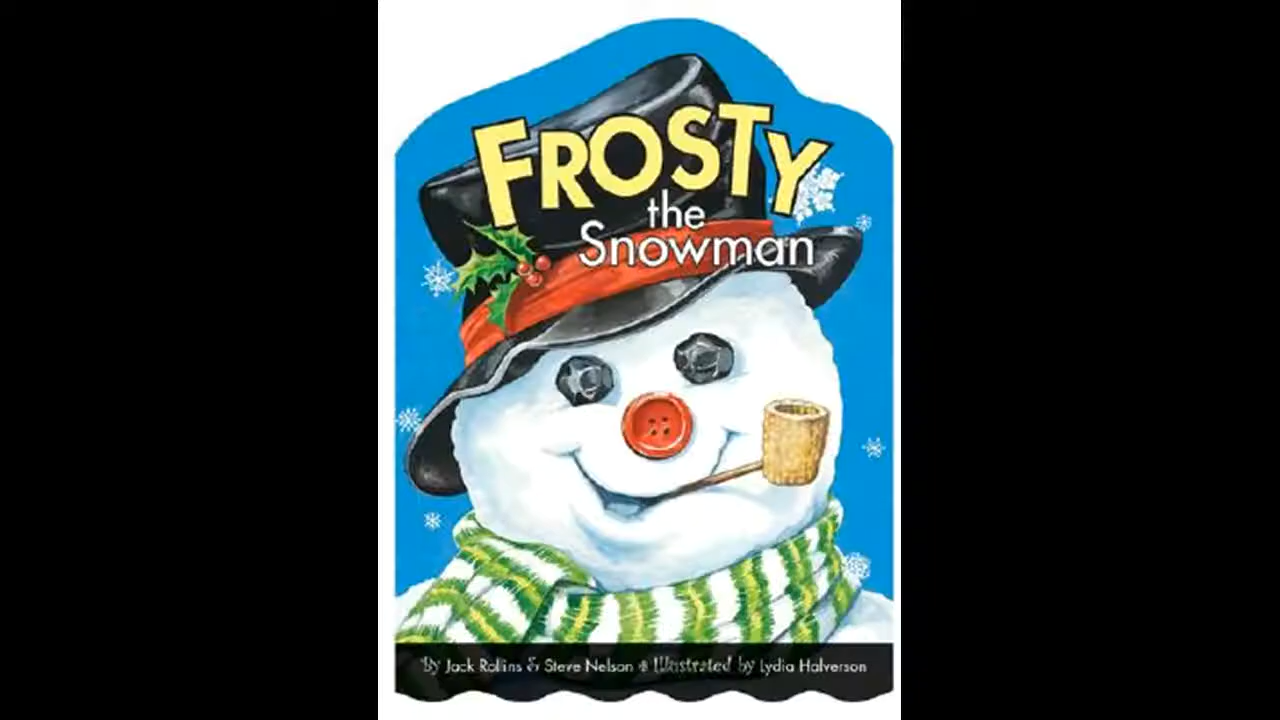 FROSTY
the
Snowman
By Jack Rollins & Steve Nelson * Illustrated by Lydia Halverson